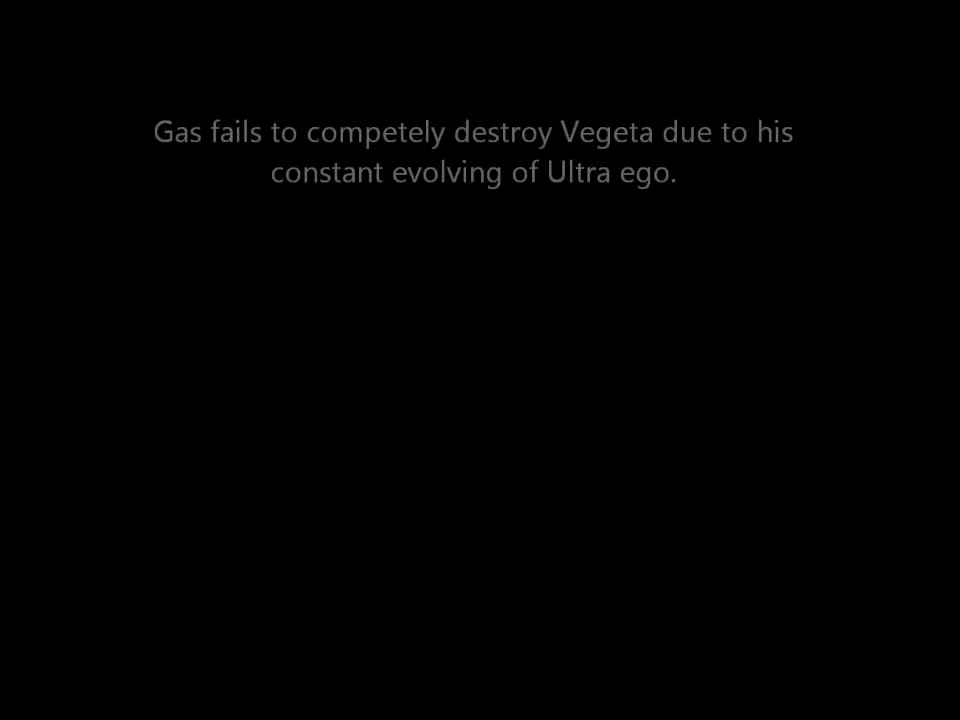 Gas fails to competely destroy Vegeta due to his
constant evolving of Ultra ego.